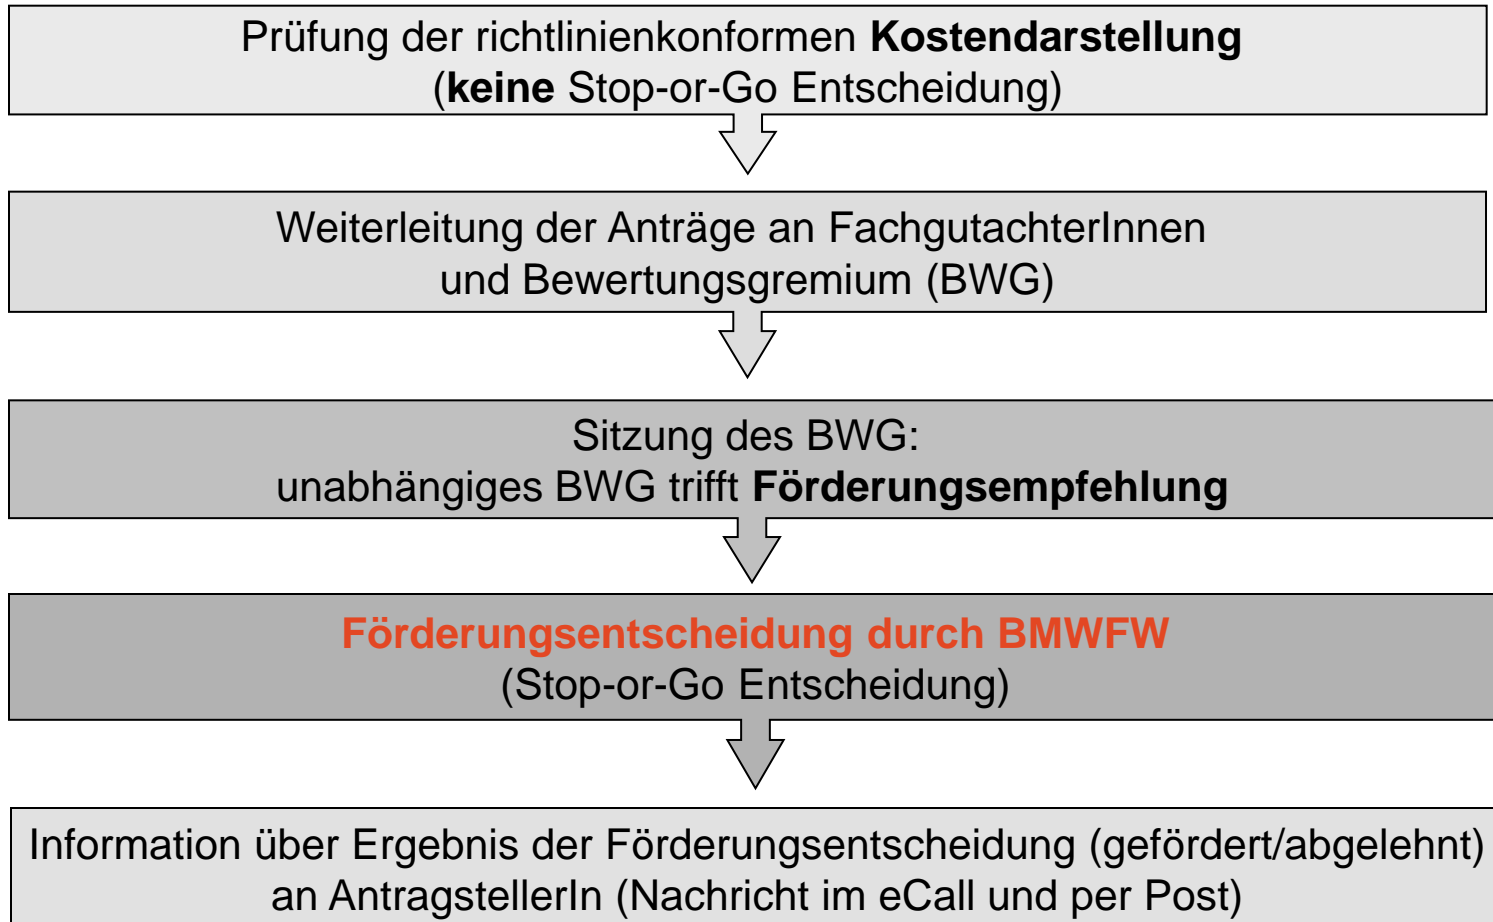 Prüfung der richtlinienkonformen Kostendarstellung
(keine Stop-or-Go Entscheidung)
Weiterleitung der Anträge an FachgutachterInnen
und Bewertungsgremium (BWG)
Sitzung des BWG:
unabhängiges BWG trifft Förderungsempfehlung
Förderungsentscheidung durch BMWFW
(Stop-or-Go Entscheidung)
Information über Ergebnis der Förderungsentscheidung (gefördert/abgelehnt)
an AntragstellerIn (Nachricht im eCall und per Post)